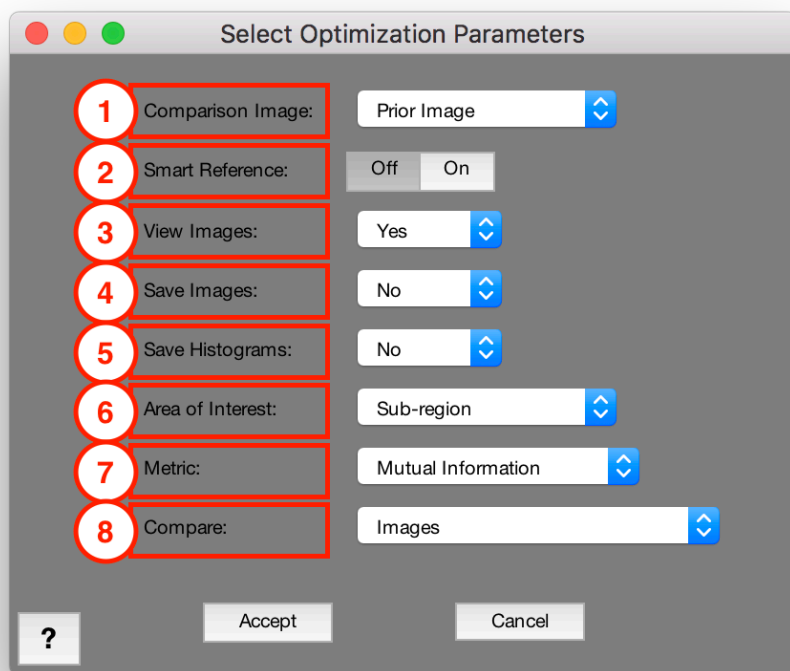 Select Optimization Parameters
1 Comparison Image: Prior Image
2 Smart Reference: Off On
3 View Images: Yes
4 Save Images: No
5 Save Histograms: No
6 Area of Interest: Sub-region
7 Metric: Mutual Information
8 Compare: Images
? Accept Cancel